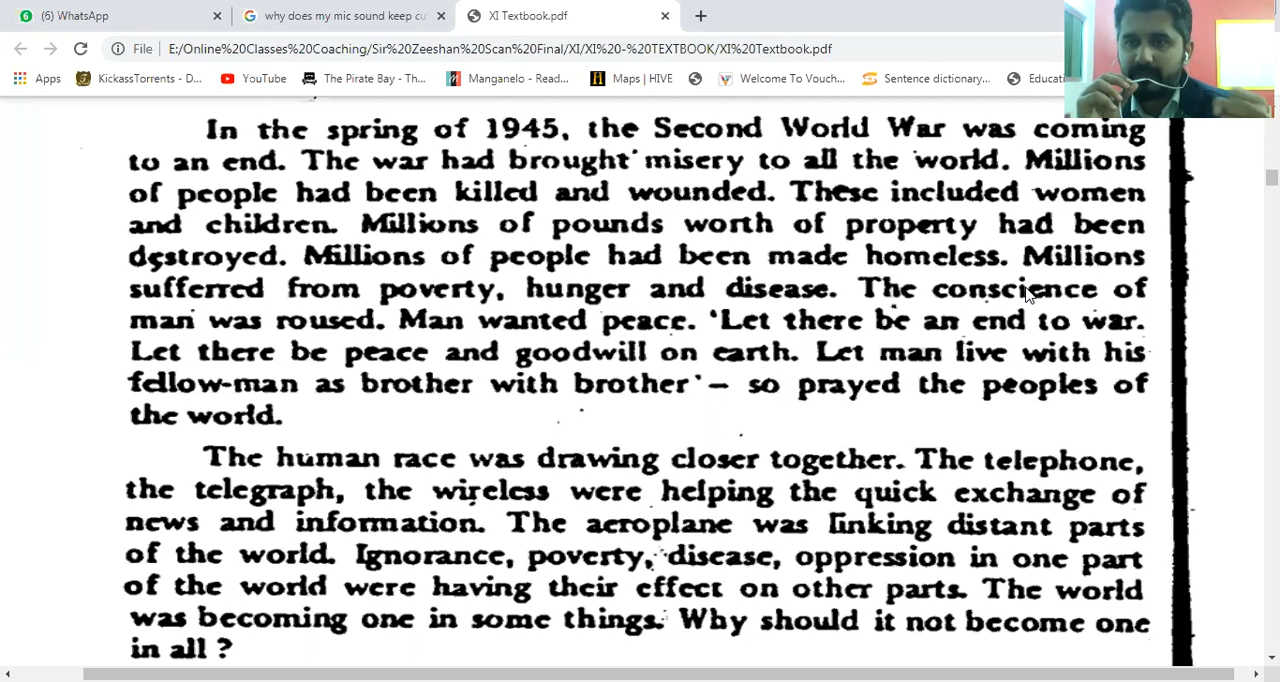 (6) WhatsApp
why does my mic sound keep cu
XI Textbook.pdf
File
E:/Online%20Classes%20Coaching/Sir%20Zeeshan%20Scan%20Final/XI/XI%20-%20TEXTBOOK/XI%20Textbook.pdf
Apps
KickassTorrents - D...
YouTube
The Pirate Bay - Th...
Manganelo - Read...
Maps | HIVE
Welcome To Vouch...
Sentence dictionary...
Educati
In the spring of 1945, the Second World War was coming
to an end. The war had brought misery to all the world. Millions
of people had been killed and wounded. These included women
and children. Millions of pounds worth of property had been
destroyed. Millions of people had been made homeless. Millions
sufferred from poverty, hunger and disease. The conscience of
man was roused. Man wanted peace. 'Let there be an end to war.
Let there be peace and goodwill on earth. Let man live with his
fellow-man as brother with brother' – so prayed the peoples of
the world.
The human race was drawing closer together. The telephone,
the telegraph, the wireless were helping the quick exchange of
news and information. The aeroplane was linking distant parts
of the world. Ignorance, poverty, disease, oppression in one part
of the world were having their effect on other parts. The world
was becoming one in some things. Why should it not become one
in all ?